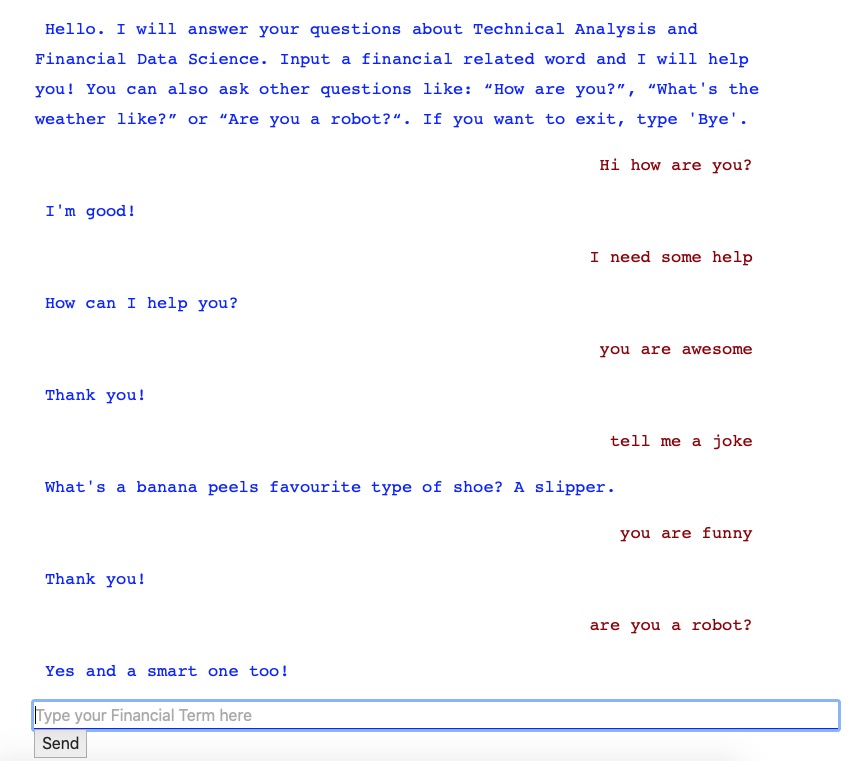 Hello. I will answer your questions about Technical Analysis and
Financial Data Science. Input a financial related word and I will help
you! You can also ask other questions like: “How are you?”, “What's the
weather like?” or “Are you a robot?“. If you want to exit, type 'Bye'.
Hi how are you?
I'm good!
I need some help
How can I help you?
you are awesome
Thank you!
tell me a joke
What's a banana peels favourite type of shoe? A slipper.
you are funny
Thank you!
are you a robot?
Yes and a smart one too!
Type your Financial Term here
Send